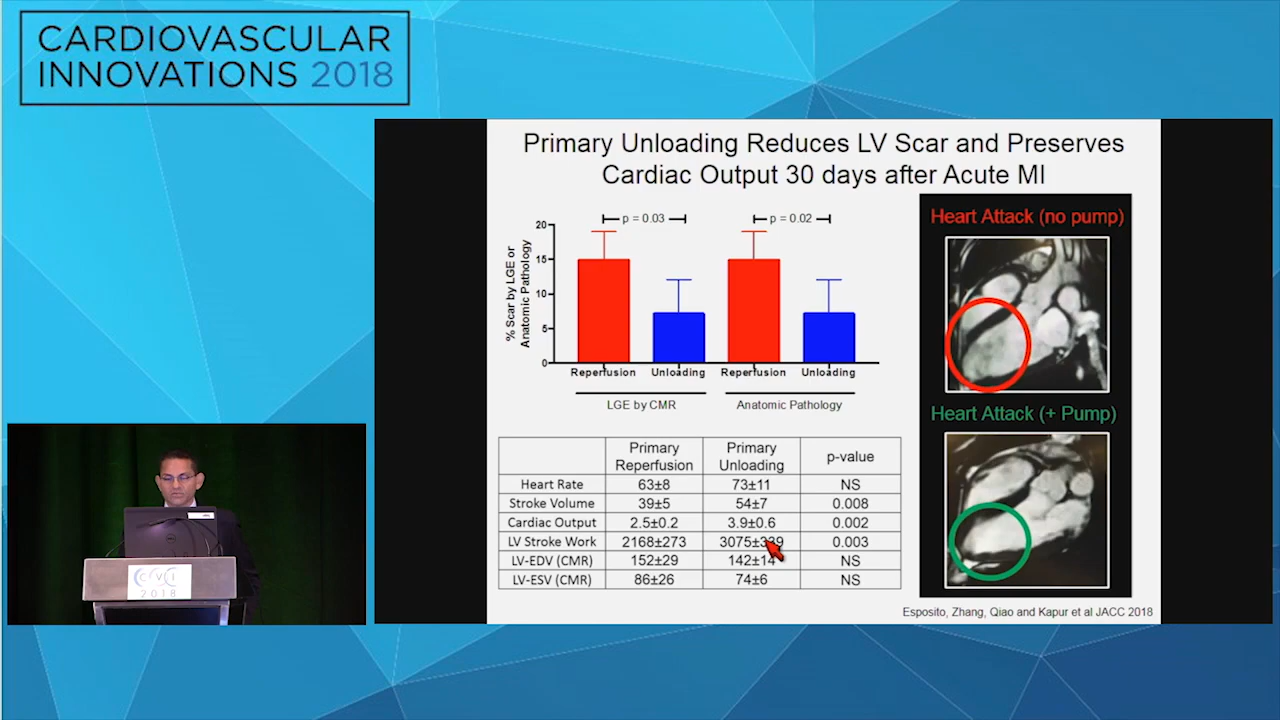 CARDIOVASCULAR
INNOVATIONS 2018
Primary Unloading Reduces LV Scar and Preserves
Cardiac Output 30 days after Acute MI
p = 0.03
p = 0.02
20
15
10
5
0
% Scar by LGE or
Anatomic Pathology
Reperfusion Unloading Reperfusion Unloading
LGE by CMR Anatomic Pathology
Primary Reperfusion Primary Unloading p-value
Heart Rate 63±8 73±11 NS
Stroke Volume 39±5 54±7 0.008
Cardiac Output 2.5±0.2 3.9±0.6 0.002
LV Stroke Work 2168±273 3075±339 0.003
LV-EDV (CMR) 152±29 142±14 NS
LV-ESV (CMR) 86±26 74±6 NS
Heart Attack (no pump)
Heart Attack (+ Pump)
Esposito, Zhang, Qiao and Kapur et al JACC 2018
CVI
2018